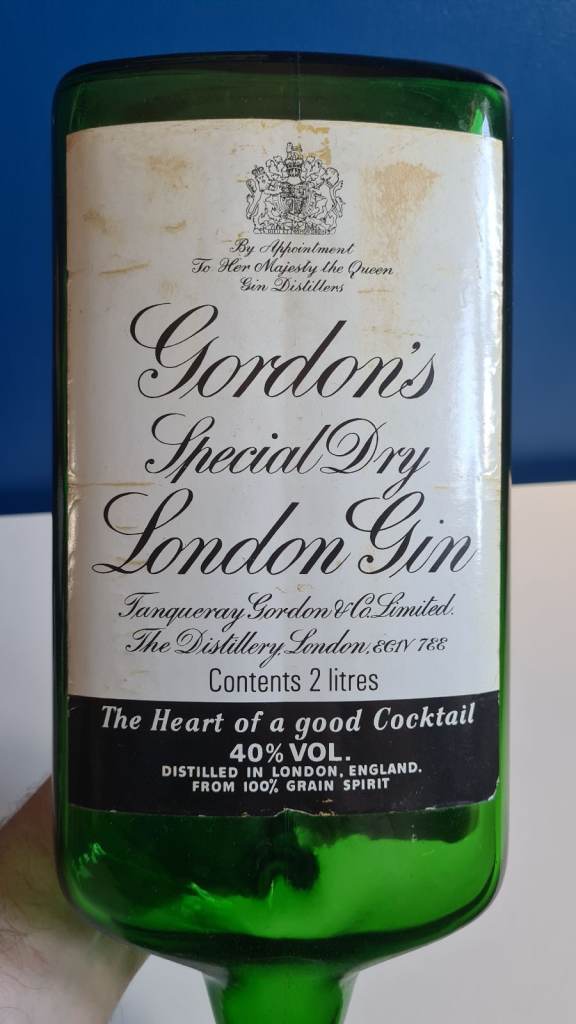 By Appointment
To Her Majesty the Queen
Gin Distillers
Gordon's
Special Dry
London Gin
Tanqueray Gordon & Co. Limited.
The Distillery, London, EC1V 7EE
Contents 2 litres
The Heart of a good Cocktail
40% VOL.
DISTILLED IN LONDON, ENGLAND.
FROM 100% GRAIN SPIRIT